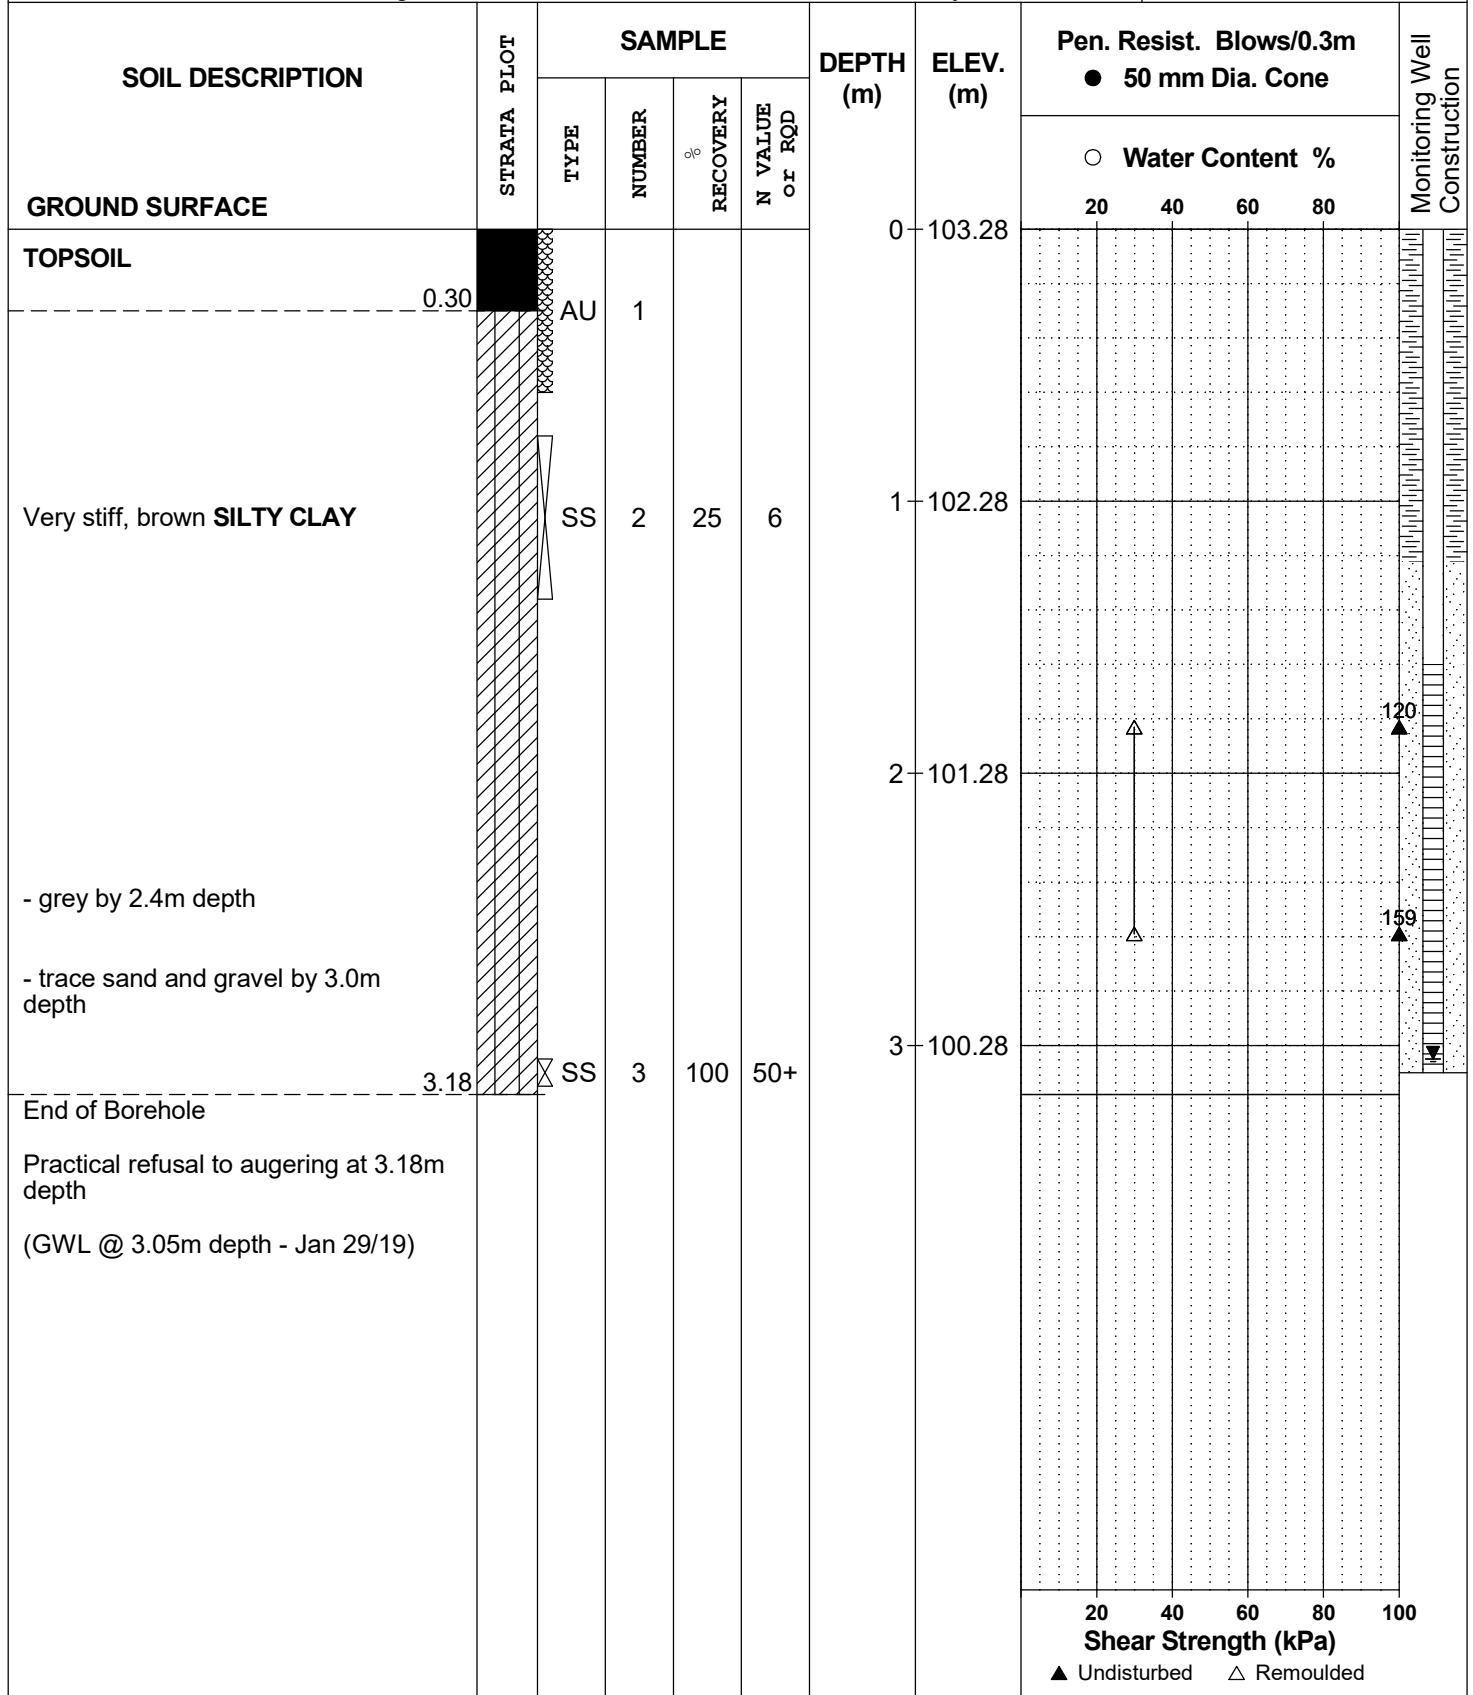 SOIL DESCRIPTION
GROUND SURFACE
STRATA PLOT
SAMPLE
TYPE
NUMBER
% RECOVERY
N VALUE or RQD
DEPTH (m)
ELEV. (m)
Pen. Resist. Blows/0.3m
● 50 mm Dia. Cone
○ Water Content %
20 40 60 80
Monitoring Well Construction
TOPSOIL
0.30
AU 1
0 103.28
Very stiff, brown SILTY CLAY
SS 2 25 6
1 102.28
120
2 101.28
- grey by 2.4m depth
159
- trace sand and gravel by 3.0m
depth
3 100.28
3.18
SS 3 100 50+
End of Borehole
Practical refusal to augering at 3.18m
depth
(GWL @ 3.05m depth - Jan 29/19)
20 40 60 80 100
Shear Strength (kPa)
▲ Undisturbed △ Remoulded